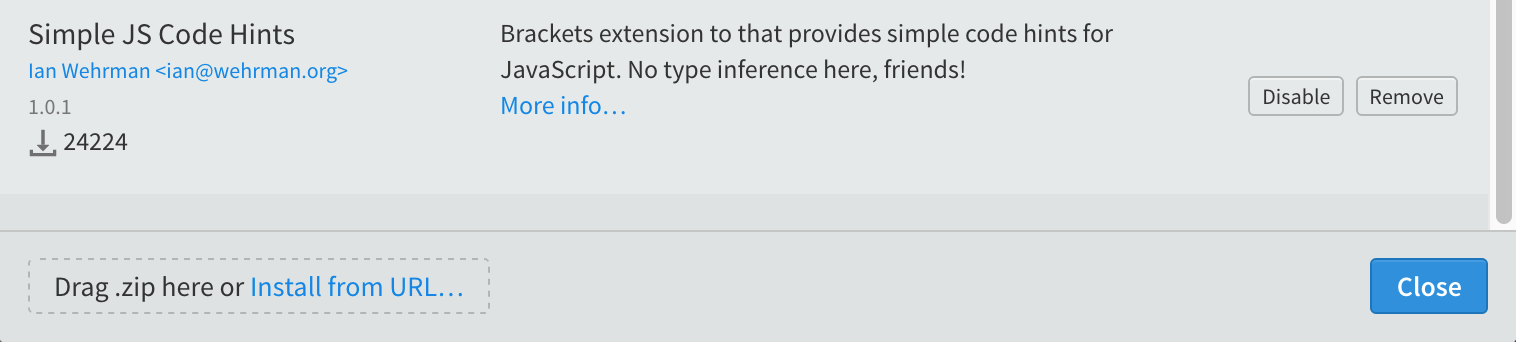 Simple JS Code Hints
Ian Wehrman <ian@wehrman.org>
1.0.1
24224
Brackets extension to that provides simple code hints for
JavaScript. No type inference here, friends!
More info…
Disable
Remove
Drag .zip here or Install from URL…
Close